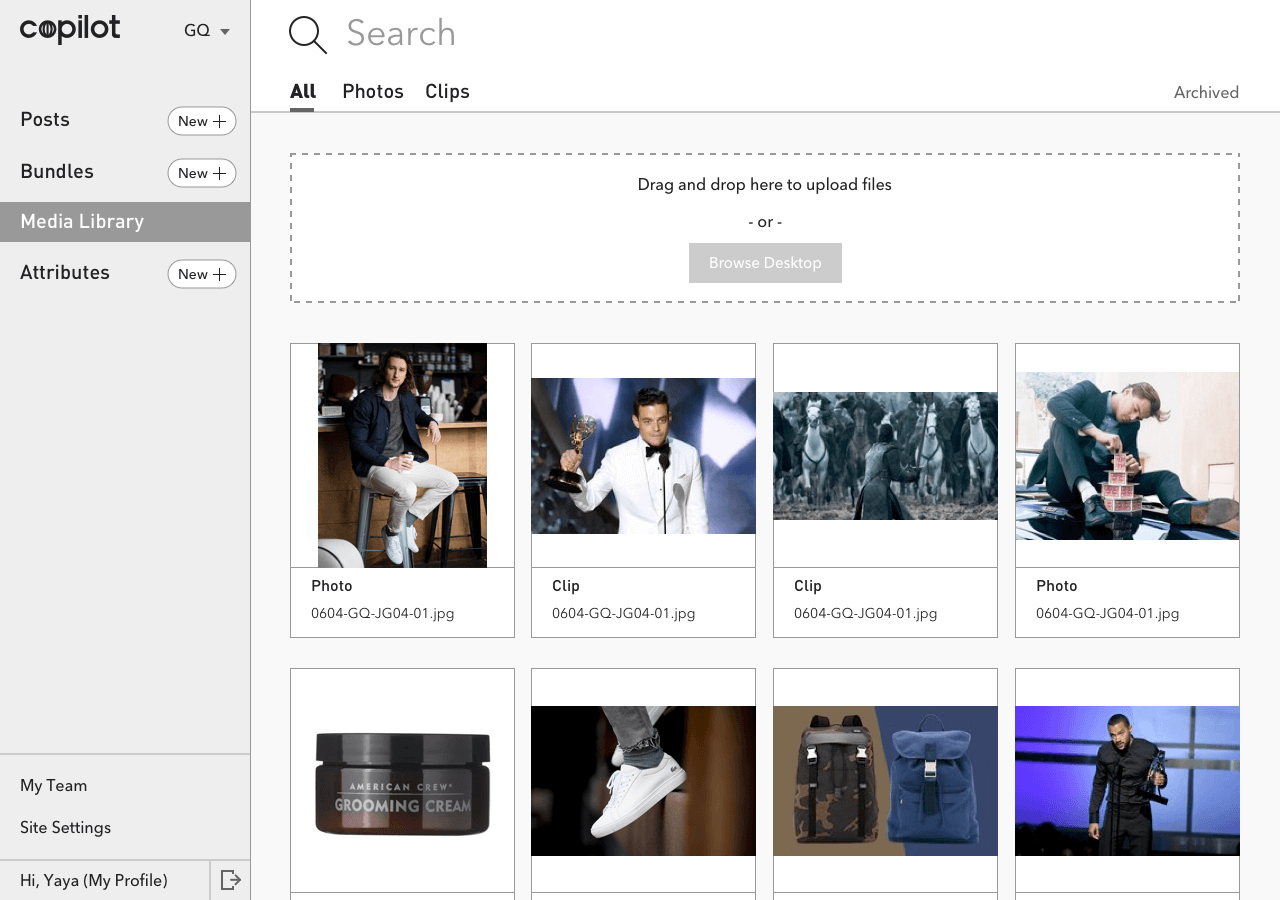 copilot
GQ
Posts
New
Bundles
New
Media Library
Attributes
New
My Team
Site Settings
Hi, Yaya (My Profile)
Search
All
Photos
Clips
Archived
Drag and drop here to upload files
- or -
Browse Desktop
Photo
0604-GQ-JG04-01.jpg
Clip
0604-GQ-JG04-01.jpg
Clip
0604-GQ-JG04-01.jpg
Photo
0604-GQ-JG04-01.jpg
AMERICAN CREW®
GROOMING CREAM